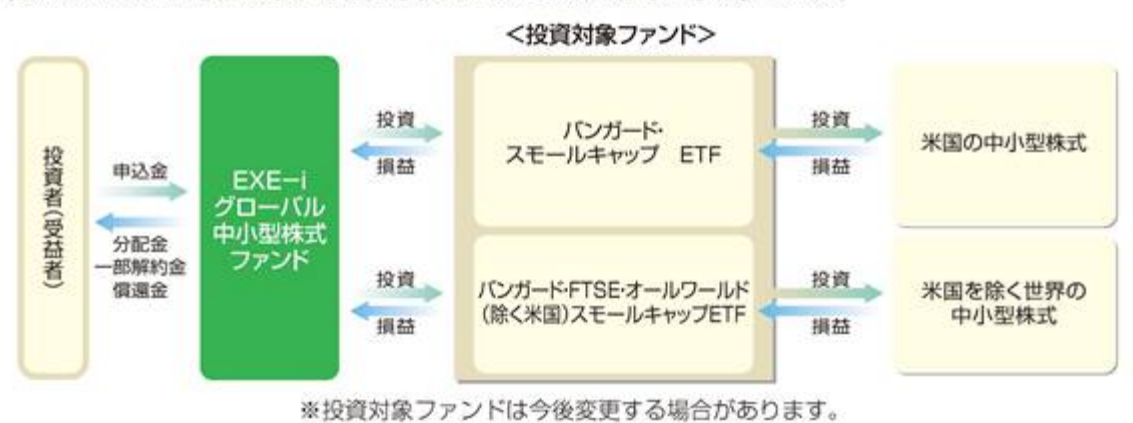 <投資対象ファンド>
投資者(受益者)
申込金
分配金
一部解約金
償還金
EXE-i
グローバル
中小型株式
ファンド
投資
損益
バンガード・
スモールキャップ ETF
投資
損益
米国の中小型株式
投資
損益
バンガード・FTSE・オールワールド
(除く米国)スモールキャップETF
投資
損益
米国を除く世界の
中小型株式
※投資対象ファンドは今後変更する場合があります。